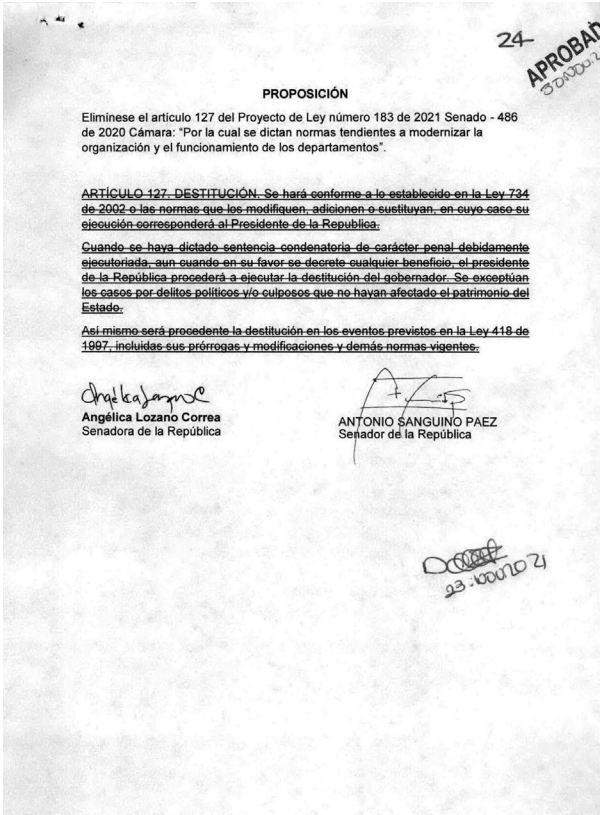 24-
APROBAD
PROPOSICIÓN
Elimínese el artículo 127 del Proyecto de Ley número 183 de 2021 Senado - 486
de 2020 Cámara: “Por la cual se dictan normas tendientes a modernizar la
organización y el funcionamiento de los departamentos”.
ARTÍCULO 127. DESTITUCIÓN. Se hará conforme a lo establecido en la Ley 734
de 2002 o las normas que los modifiquen, adicionen o sustituyan, en cuyo caso su
ejecución corresponderá al Presidente de la Republica.
Cuando se haya dictado sentencia condenatoria de carácter penal debidamente
ejecutoriada, aun cuando en su favor se decrete cualquier beneficio, el presidente
de la República procederá a ejecutar la destitución del gobernador. Se exceptúan
los casos por delitos políticos y/o culposos que no hayan afectado el patrimonio del
Estado.
Así mismo será procedente la destitución en los eventos previstos en la Ley 418 de
1997, incluidas sus prórrogas y modificaciones y demás normas vigentes.
Angélica Lozano C
Angélica Lozano Correa
Senadora de la República
ANTONIO SANGUINO PAEZ
Senador de la República
23